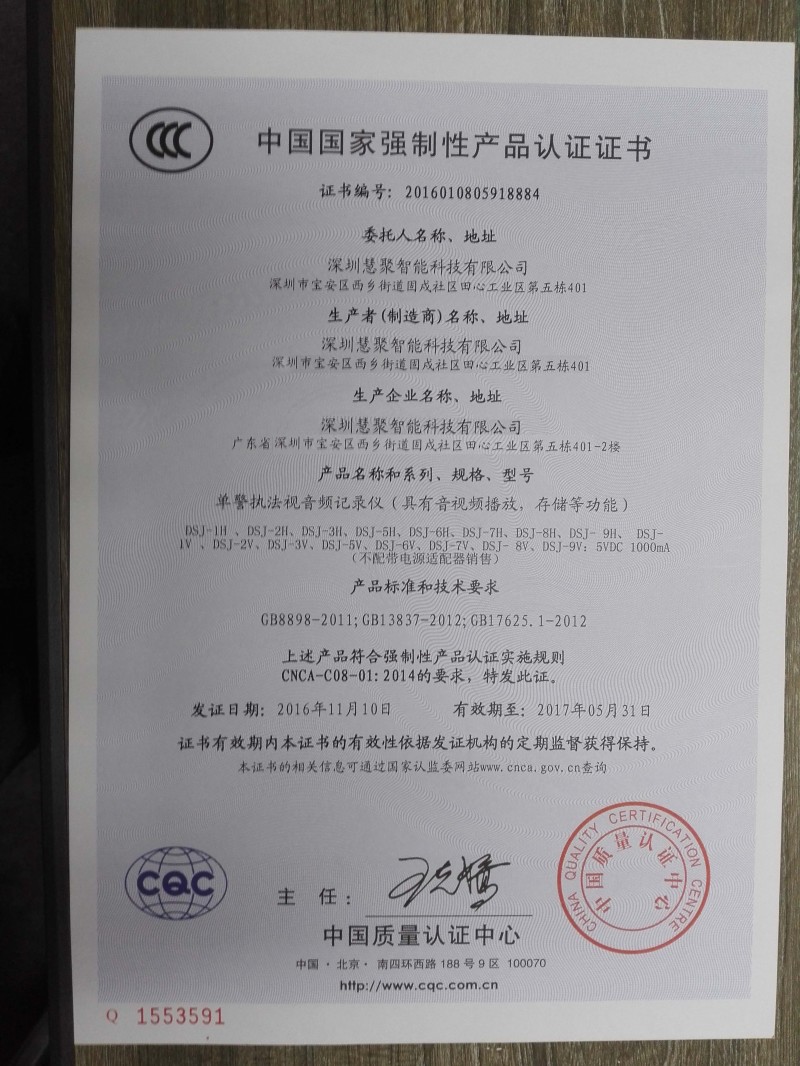 CCC
中国国家强制性产品认证证书
证书编号：2016010805918884
委托人名称、地址
深圳慧聚智能科技有限公司
深圳市宝安区西乡街道固戍社区田心工业区第五栋401
生产者(制造商)名称、地址
深圳慧聚智能科技有限公司
深圳市宝安区西乡街道固戍社区田心工业区第五栋401
生产企业名称、地址
深圳慧聚智能科技有限公司
广东省深圳市宝安区西乡街道固戍社区田心工业区第五栋401-2楼
产品名称和系列、规格、型号
单警执法视音频记录仪（具有音视频播放，存储等功能）
DSJ-1H 、DSJ-2H、DSJ-3H、DSJ-5H、DSJ-6H、DSJ-7H、DSJ-8H、DSJ- 9H、 DSJ-
1V 、DSJ-2V、DSJ-3V、DSJ-5V、DSJ-6V、DSJ-7V、DSJ- 8V、DSJ-9V：5VDC 1000mA
（不配带电源适配器销售）
产品标准和技术要求
GB8898-2011;GB13837-2012;GB17625.1-2012
上述产品符合强制性产品认证实施规则
CNCA-C08-01:2014的要求，特发此证。
发证日期：2016年11月10日 有效期至：2017年05月31日
证书有效期内本证书的有效性依据发证机构的定期监督获得保持。
本证书的相关信息可通过国家认监委网站www.cnca.gov.cn查询
CHINA QUALITY CERTIFICATION CENTRE
中国质量认证中心
CQC
主 任：
中国质量认证中心
中国·北京·南四环西路188号9区 100070
http://www.cqc.com.cn
Q 1553591